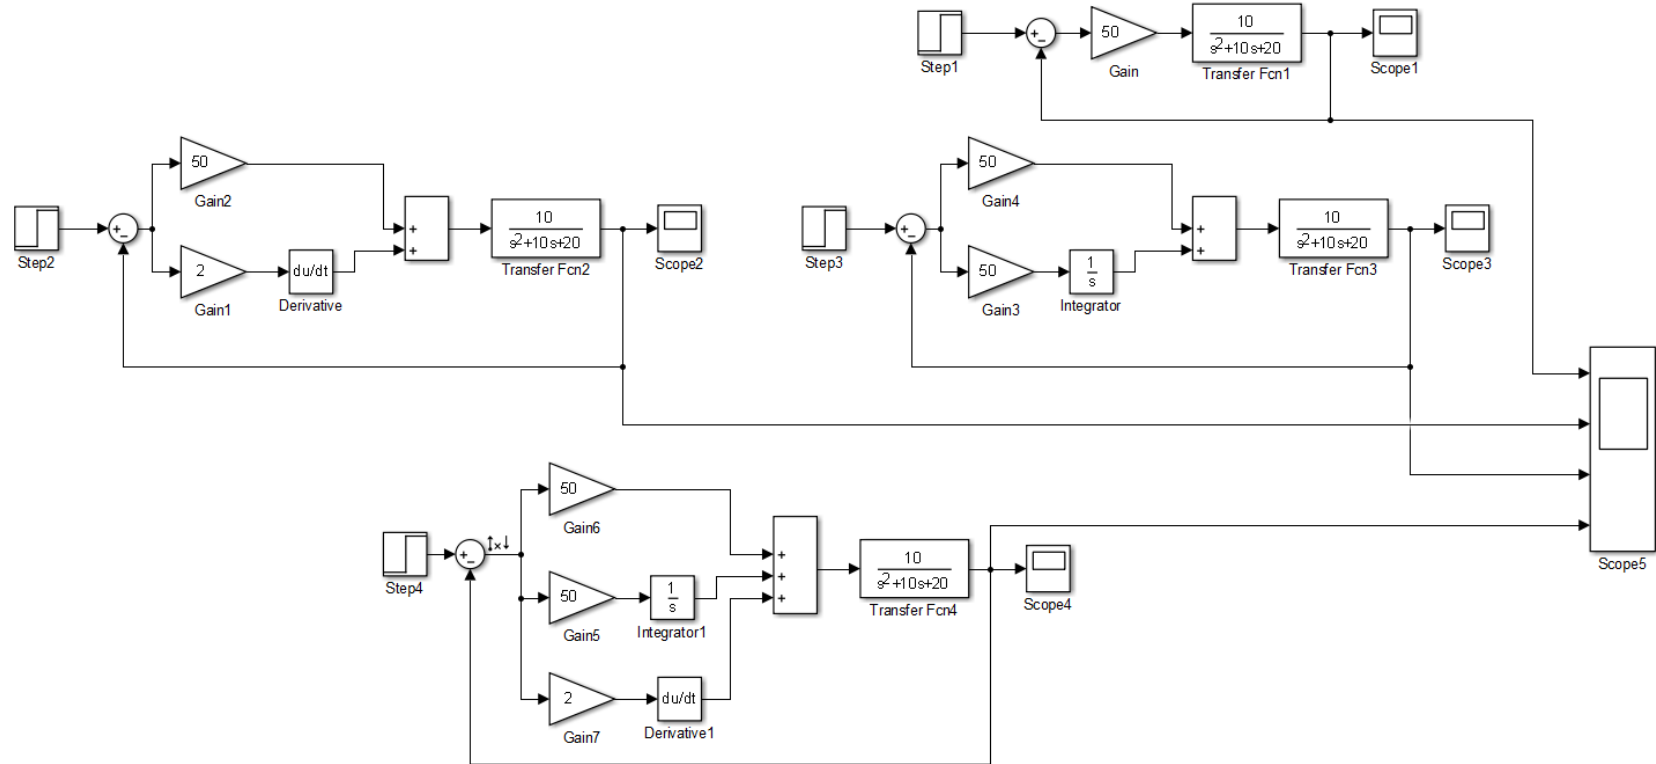 10
50
s²+10s+20
Step1
Gain
Transfer Fcn1
Scope1
50
Gain2
10
s²+10s+20
2
du/dt
Step2
Transfer Fcn2
Scope2
Gain1
Derivative
50
Gain4
10
s²+10s+20
50
1
s
Step3
Transfer Fcn3
Scope3
Gain3
Integrator
50
Gain6
10
s²+10s+20
Step4
50
1
s
Transfer Fcn4
Scope4
Gain5
Integrator1
2
du/dt
Gain7
Derivative1
Scope5